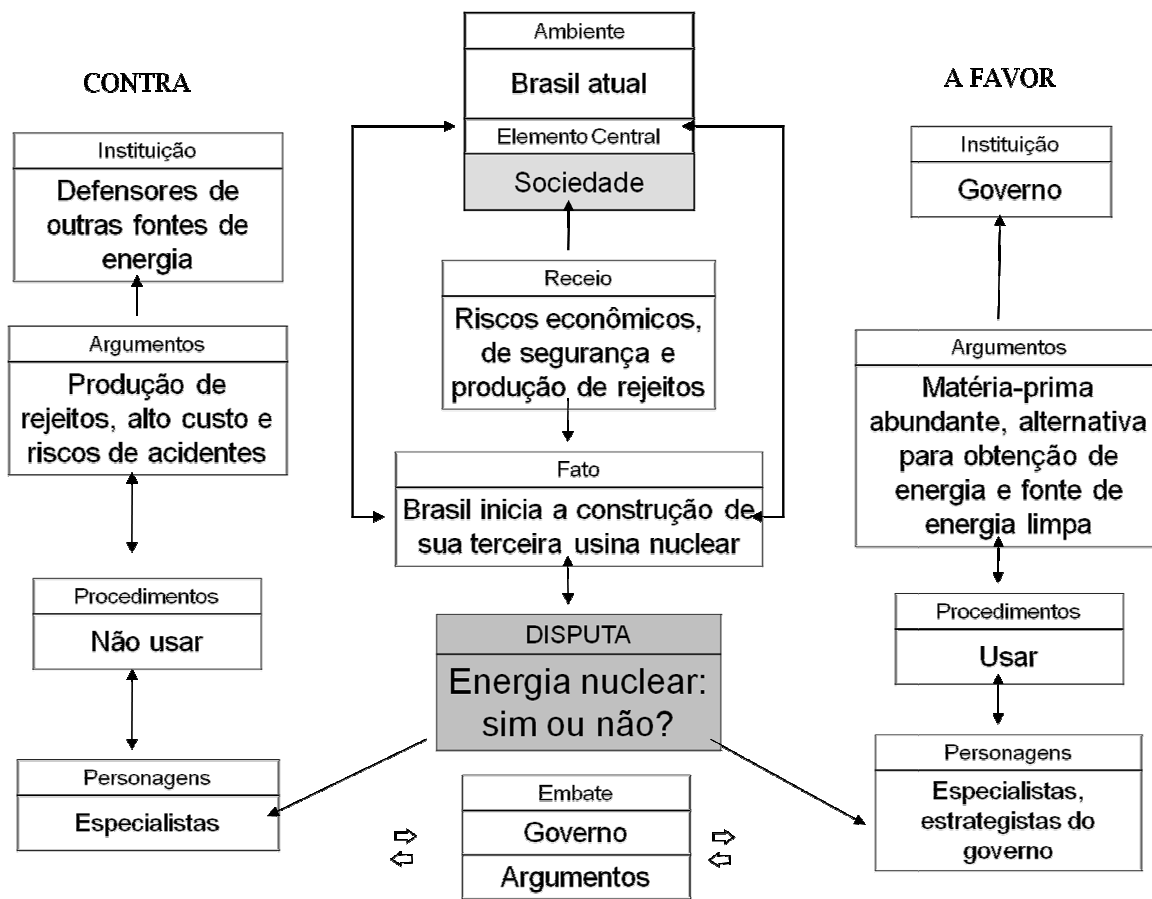 CONTRA
Instituição
Defensores de
outras fontes de
energia
Argumentos
Produção de
rejeitos, alto custo e
riscos de acidentes
Procedimentos
Não usar
Personagens
Especialistas
Ambiente
Brasil atual
Elemento Central
Sociedade
Receio
Riscos econômicos,
de segurança e
produção de rejeitos
Fato
Brasil inicia a construção de
sua terceira usina nuclear
DISPUTA
Energia nuclear:
sim ou não?
Embate
Governo
Argumentos
A FAVOR
Instituição
Governo
Argumentos
Matéria-prima
abundante, alternativa
para obtenção de
energia e fonte de
energia limpa
Procedimentos
Usar
Personagens
Especialistas,
estrategistas do
governo